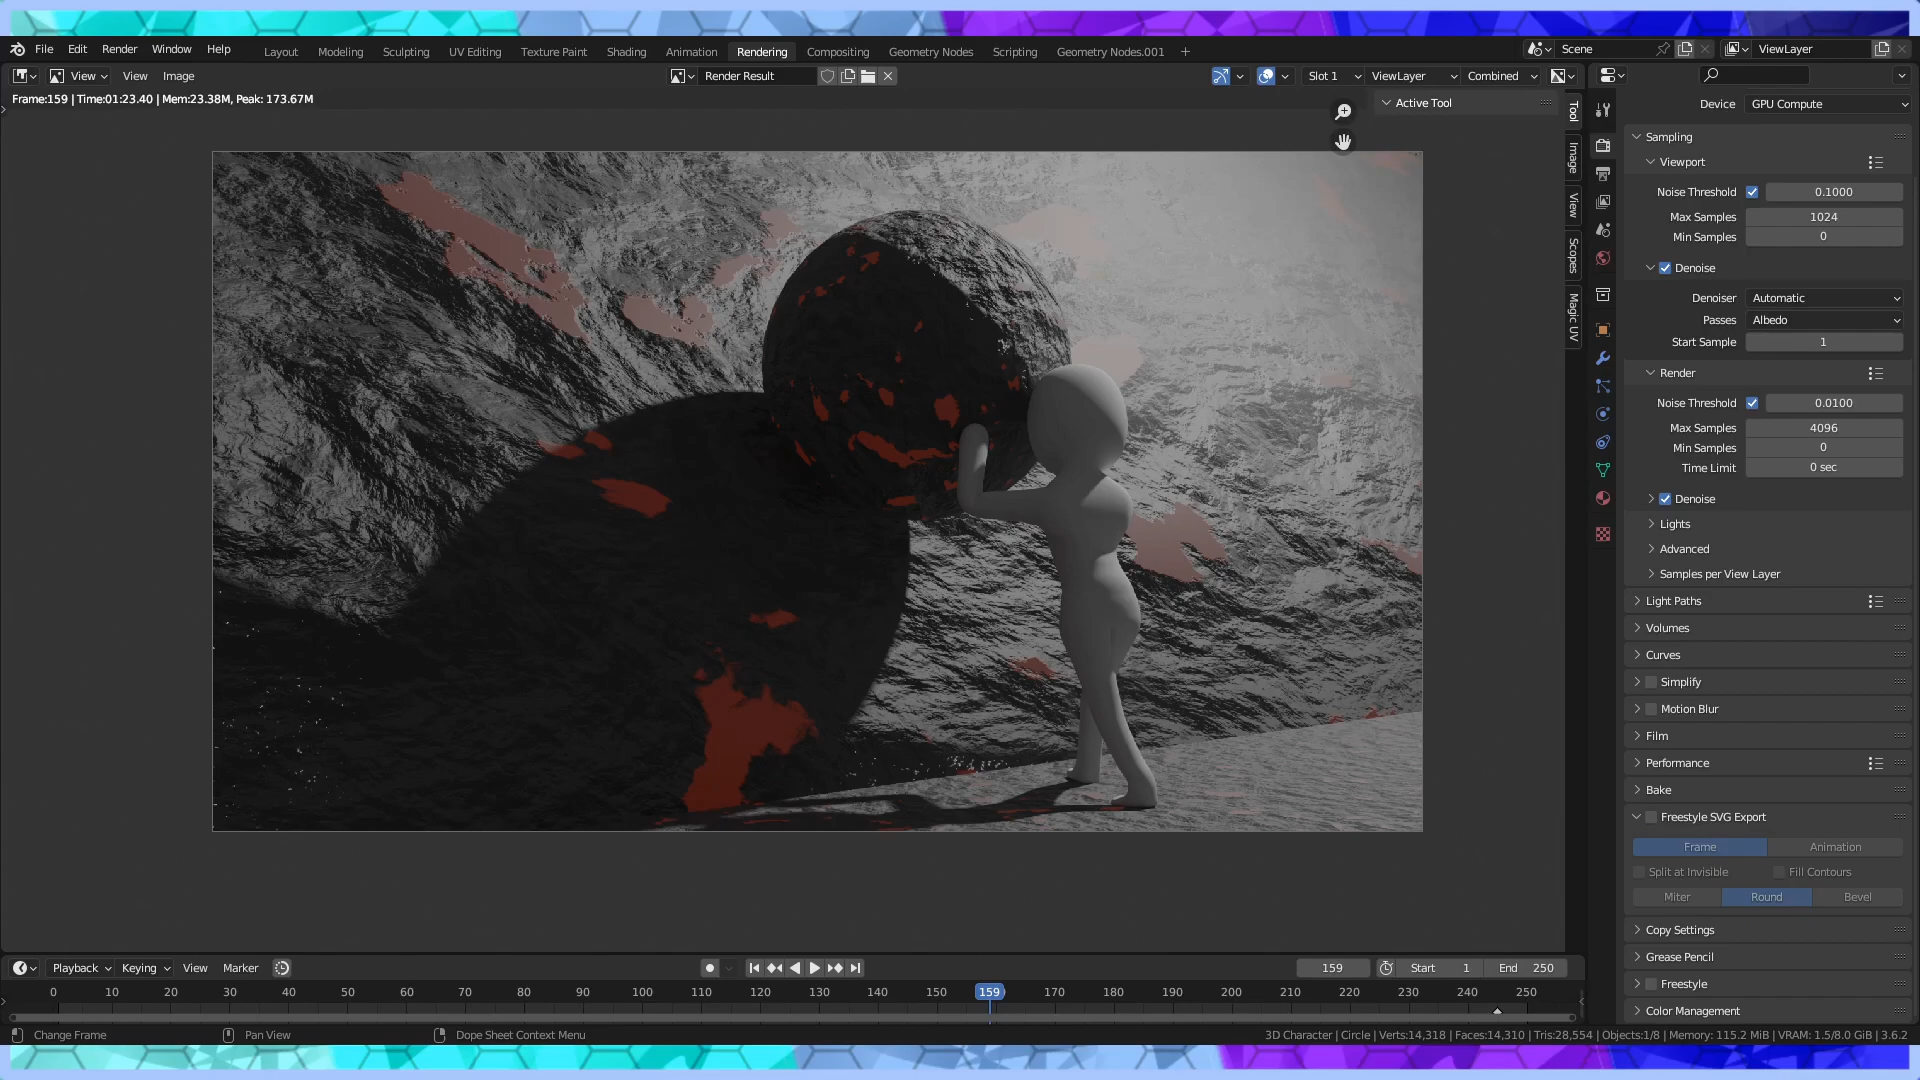 File Edit Render Window Help Layout Modeling Sculpting UV Editing Texture Paint Shading Animation Rendering Compositing Geometry Nodes Scripting Geometry Nodes.001 + Scene ViewLayer
View View Image Render Result Slot 1 ViewLayer Combined
Frame:159 | Time:01:23.40 | Mem:23.38M, Peak: 173.67M
Active Tool
Tool
Image
View
Scopes
Magic UV
Device GPU Compute
Sampling
Viewport
Noise Threshold 0.1000
Max Samples 1024
Min Samples 0
Denoise
Denoiser Automatic
Passes Albedo
Start Sample 1
Render
Noise Threshold 0.0100
Max Samples 4096
Min Samples 0
Time Limit 0 sec
Denoise
Lights
Advanced
Samples per View Layer
Light Paths
Volumes
Curves
Simplify
Motion Blur
Film
Performance
Bake
Freestyle SVG Export
Frame Animation
Split at Invisible Fill Contours
Miter Round Bevel
Copy Settings
Grease Pencil
Freestyle
Color Management
Playback Keying View Marker 159 Start 1 End 250
0 10 20 30 40 50 60 70 80 90 100 110 120 130 140 150 159 170 180 190 200 210 220 230 240 250
Change Frame Pan View Dope Sheet Context Menu 3D Character | Circle | Verts:14,318 | Faces:14,310 | Tris:28,554 | Objects:1/8 | Memory: 115.2 MiB | VRAM: 1.5/8.0 GiB | 3.6.2